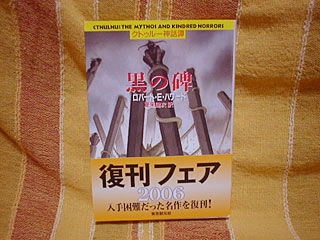 CTHULHU: THE MYTHOS AND KINDRED HORRORS
クトゥルー神話譚
黒の碑
ロバート・E・ハワード
復刊フェア
2006
入手困難だった名作を復刊!
東京創元社